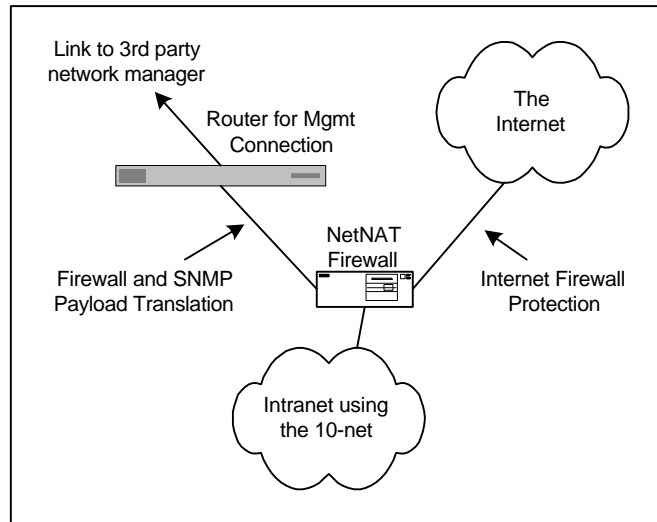 Link to 3rd party
network manager
Router for Mgmt
Connection
The
Internet
NetNAT
Firewall
Firewall and SNMP
Payload Translation
Internet Firewall
Protection
Intranet using
the 10-net